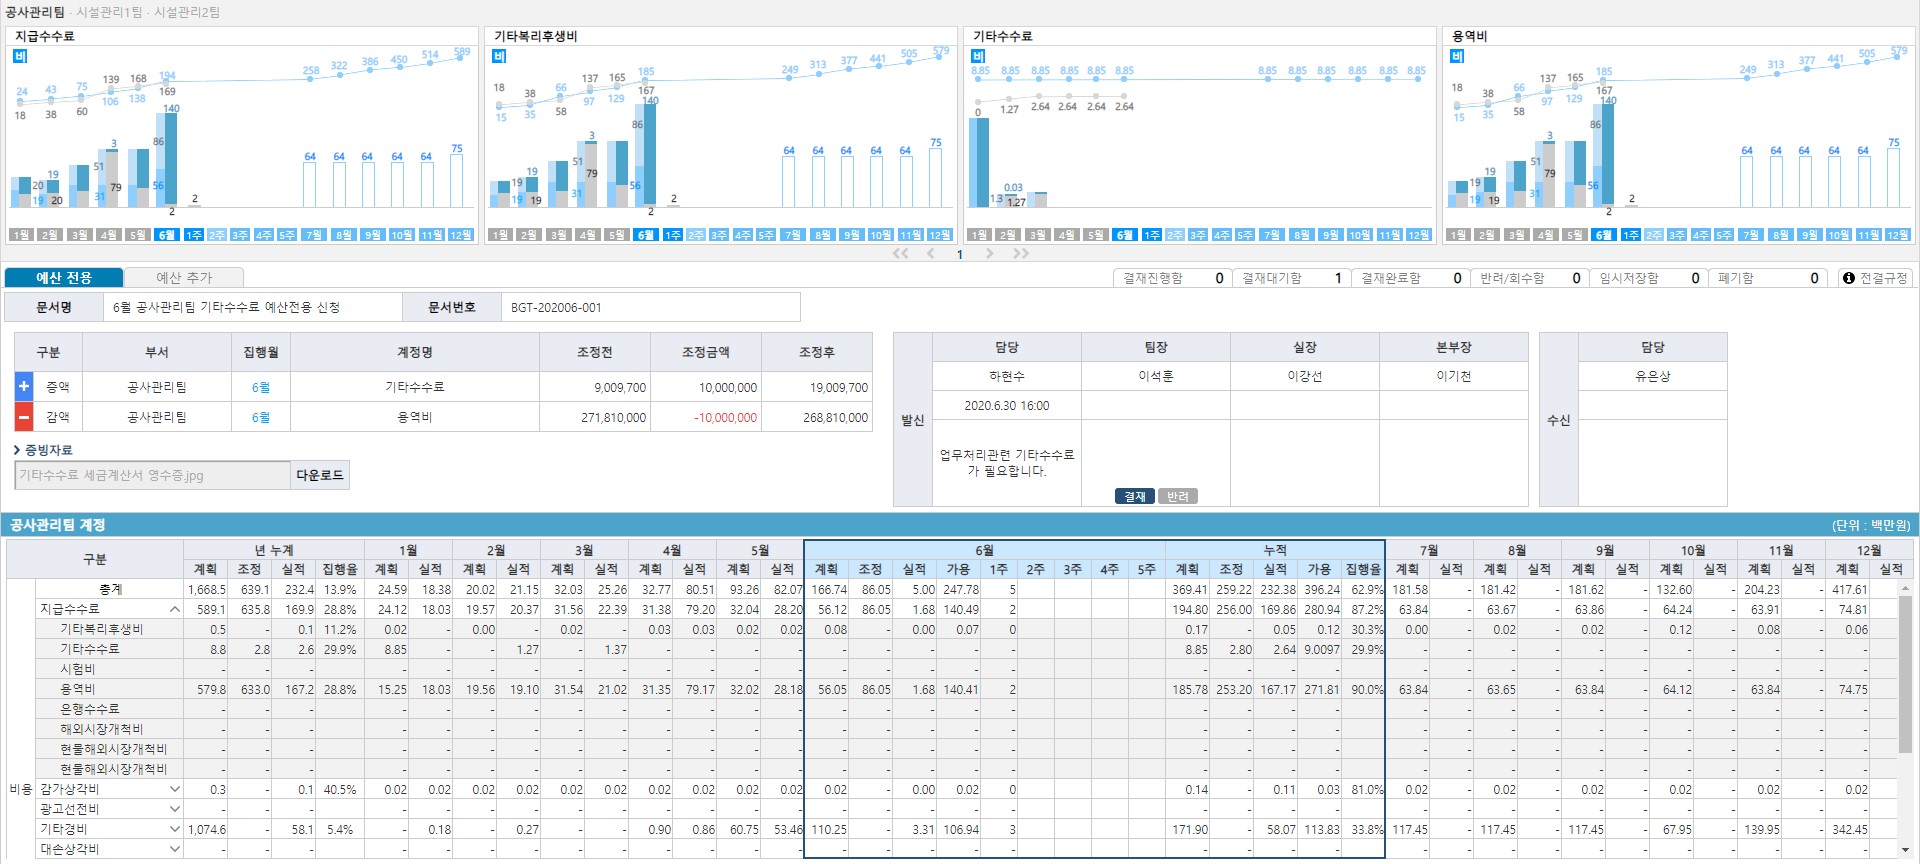 공사관리팀 · 시설관리1팀 · 시설관리2팀
지급수수료
비
24 43 75 139 168 194 258 322 386 450 514 589
18 38 60 106 138 169
140
3
86
20 19 51
19 20 31 79 56 2 2
64 64 64 64 64 75
1월 2월 3월 4월 5월 6월 1주 2주 3주 4주 5주 7월 8월 9월 10월 11월 12월
기타복리후생비
비
18 38 66 137 165 185 249 313 377 441 505 579
15 35 58 97 129 167
140
3
86
19 19 51
19 19 31 79 56 2 2
64 64 64 64 64 75
1월 2월 3월 4월 5월 6월 1주 2주 3주 4주 5주 7월 8월 9월 10월 11월 12월
기타수수료
비
8.85 8.85 8.85 8.85 8.85 8.85 8.85 8.85 8.85 8.85 8.85 8.85
0 1.27 2.64 2.64 2.64 2.64
0.03
1.3 1.27
1월 2월 3월 4월 5월 6월 1주 2주 3주 4주 5주 7월 8월 9월 10월 11월 12월
용역비
비
18 38 66 137 165 185 249 313 377 441 505 579
15 35 58 97 129 167
140
3
86
19 19 51
19 19 31 79 56 2 2
64 64 64 64 64 75
1월 2월 3월 4월 5월 6월 1주 2주 3주 4주 5주 7월 8월 9월 10월 11월 12월
1
예산 전용 예산 추가
결재진행함 0 결재대기함 1 결재완료함 0 반려/회수함 0 임시저장함 0 폐기함 0 전결규정
문서명 6월 공사관리팀 기타수수료 예산전용 신청 문서번호 BGT-202006-001
구분 부서 집행월 계정명 조정전 조정금액 조정후
+ 증액 공사관리팀 6월 기타수수료 9,009,700 10,000,000 19,009,700
- 감액 공사관리팀 6월 용역비 271,810,000 -10,000,000 268,810,000
증빙자료
기타수수료 세금계산서 영수증.jpg 다운로드
발신
담당 팀장 실장 본부장
하현수 이석훈 이강선 이기천
2020.6.30 16:00
업무처리관련 기타수수료
가 필요합니다.
결재 반려
수신
담당
유은상
공사관리팀 계정 (단위 : 백만원)
구분 년 누계 1월 2월 3월 4월 5월 6월 누적 7월 8월 9월 10월 11월 12월
계획 조정 실적 집행율 계획 실적 계획 실적 계획 실적 계획 실적 계획 실적 계획 조정 실적 가용 1주 2주 3주 4주 5주 계획 조정 실적 가용 집행율 계획 실적 계획 실적 계획 실적 계획 실적 계획 실적 계획 실적
총계 1,668.5 639.1 232.4 13.9% 24.59 18.38 20.02 21.15 32.03 25.26 32.77 80.51 93.26 82.07 166.74 86.05 5.00 247.78 5 369.41 259.22 232.38 396.24 62.9% 181.58 - 181.42 - 181.62 - 132.60 - 204.23 - 417.61
지급수수료 589.1 635.8 169.9 28.8% 24.12 18.03 19.57 20.37 31.56 22.39 31.38 79.20 32.04 28.20 56.12 86.05 1.68 140.49 2 194.80 256.00 169.86 280.94 87.2% 63.84 - 63.67 - 63.86 - 64.24 - 63.91 - 74.81
기타복리후생비 0.5 - 0.1 11.2% 0.02 - 0.00 - 0.02 - 0.03 0.03 0.02 0.02 0.08 - 0.00 0.07 0 0.17 - 0.05 0.12 30.3% 0.00 - 0.02 - 0.02 - 0.12 - 0.08 - 0.06
기타수수료 8.8 2.8 2.6 29.9% 8.85 - - 1.27 - 1.37 - - - - - - - - - 8.85 2.80 2.64 9.0097 29.9% - - - - - - - - - - -
시험비 - - - - - - - - - - - - - - - - - - - - - - - - - - - - - - - - - - -
용역비 579.8 633.0 167.2 28.8% 15.25 18.03 19.56 19.10 31.54 21.02 31.35 79.17 32.02 28.18 56.05 86.05 1.68 140.41 2 185.78 253.20 167.17 271.81 90.0% 63.84 - 63.65 - 63.84 - 64.12 - 63.84 - 74.75
은행수수료 - - - - - - - - - - - - - - - - - - - - - - - - - - - - - - - - - - -
해외시장개척비 - - - - - - - - - - - - - - - - - - - - - - - - - - - - - - - - - - -
현물해외시장개척비 - - - - - - - - - - - - - - - - - - - - - - - - - - - - - - - - - - -
현물해외시장개척비 - - - - - - - - - - - - - - - - - - - - - - - - - - - - - - - - - - -
비용 감가상각비 0.3 - 0.1 40.5% 0.02 0.02 0.02 0.02 0.02 0.02 0.02 0.02 0.02 0.02 0.02 - 0.00 0.02 0 0.14 - 0.11 0.03 81.0% 0.02 - 0.02 - 0.02 - 0.02 - 0.02 - 0.02
광고선전비 - - - - - - - - - - - - - - - - - - - - - - - - - - - - - - - - - - -
기타경비 1,074.6 - 58.1 5.4% - 0.18 - 0.27 - - 0.90 0.86 60.75 53.46 110.25 - 3.31 106.94 3 171.90 - 58.07 113.83 33.8% 117.45 - 117.45 - 117.45 - 67.95 - 139.95 - 342.45
대손상각비 - - - - - - - - - - - - - - - - - - - - - - - - - - - - - - - - - - -